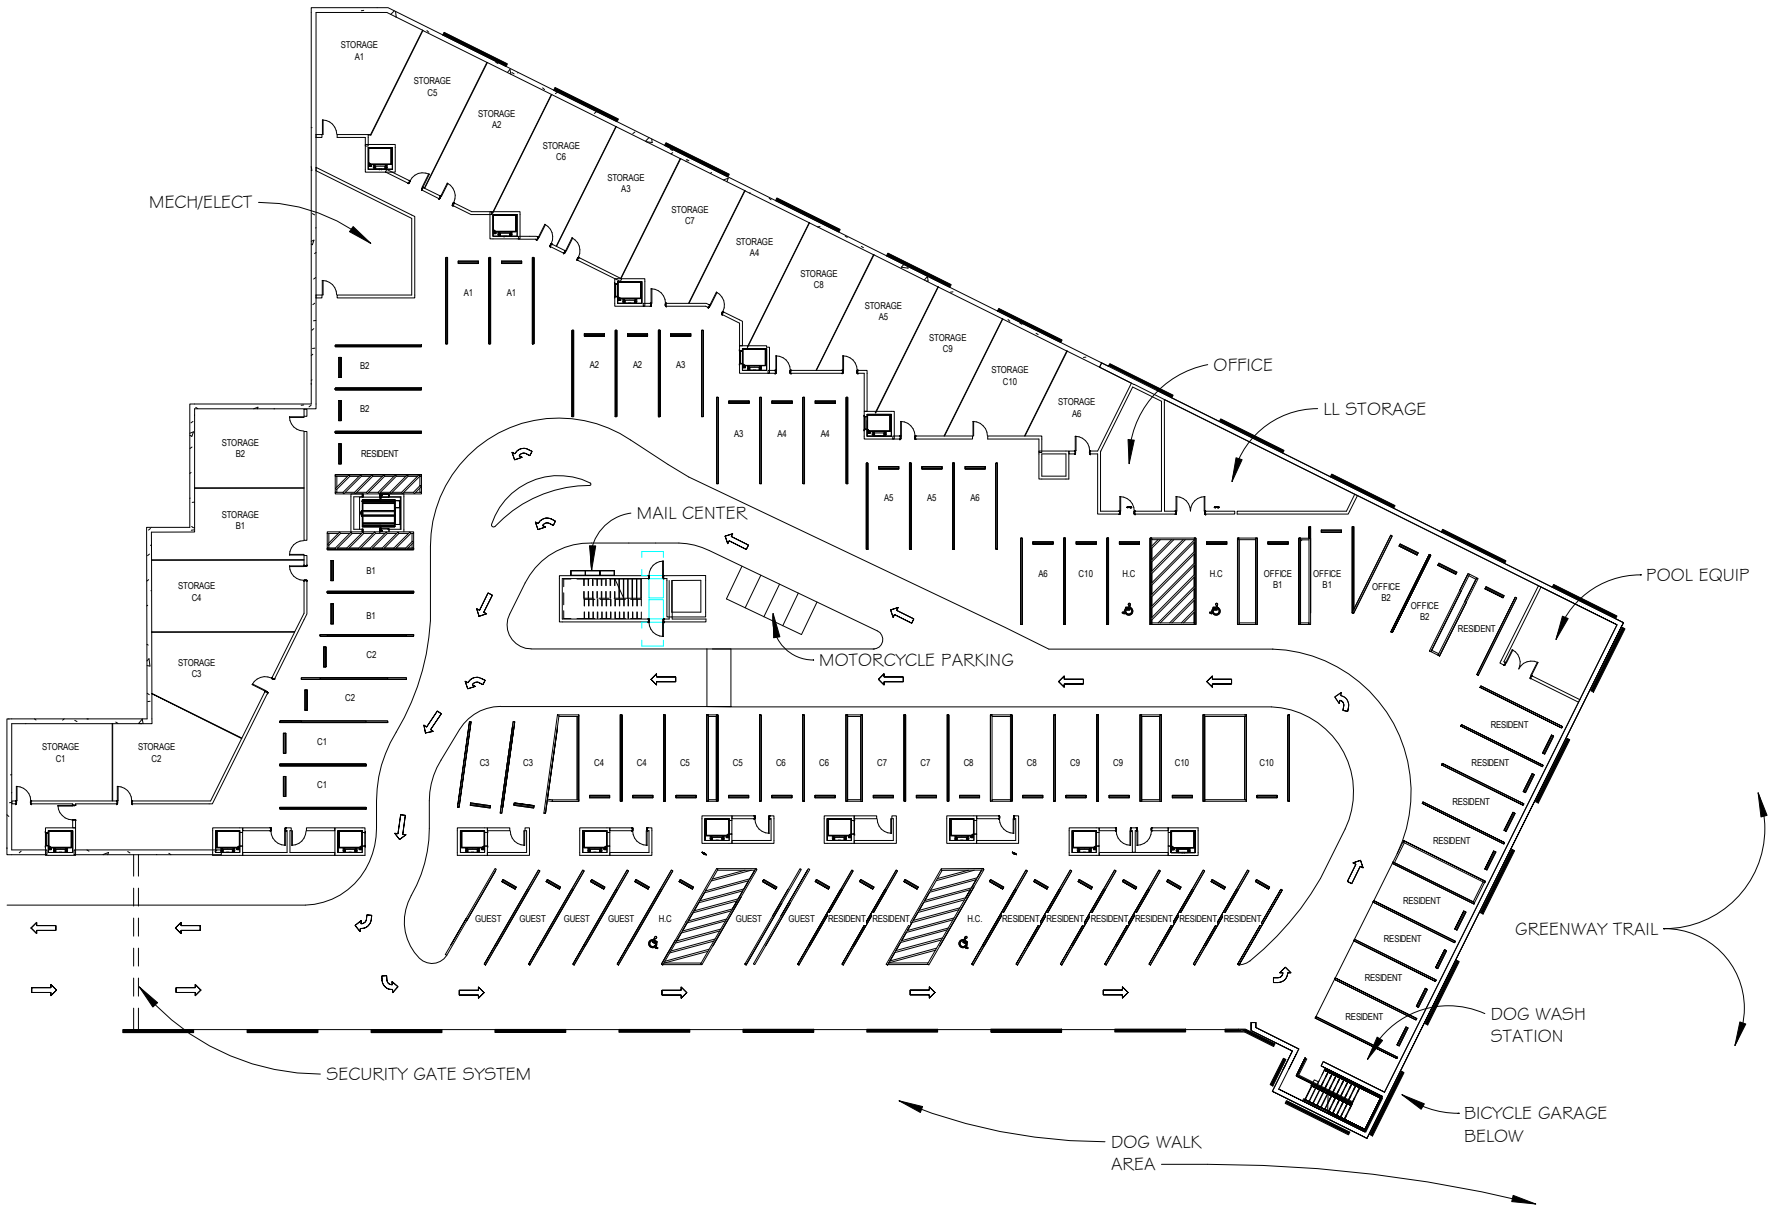 STORAGE
A1
STORAGE
C5
STORAGE
A2
STORAGE
C6
STORAGE
A3
STORAGE
C7
STORAGE
A4
STORAGE
C8
STORAGE
A5
STORAGE
C9
STORAGE
C10
STORAGE
A6
MECH/ELECT
OFFICE
LL STORAGE
POOL EQUIP
A1
A1
A2
A2
A3
A3
A4
A4
A5
A5
A6
B2
B2
RESIDENT
STORAGE
B2
STORAGE
B1
STORAGE
C4
STORAGE
C3
STORAGE
C1
STORAGE
C2
B1
B1
C2
C2
C1
C1
MAIL CENTER
MOTORCYCLE PARKING
A6
C10
H.C
H.C
OFFICE
B1
OFFICE
B1
OFFICE
B2
OFFICE
B2
RESIDENT
C3
C3
C4
C4
C5
C5
C6
C6
C7
C7
C8
C8
C9
C9
C10
C10
RESIDENT
RESIDENT
RESIDENT
RESIDENT
RESIDENT
RESIDENT
RESIDENT
RESIDENT
GUEST
GUEST
GUEST
GUEST
H.C
GUEST
GUEST
RESIDENT
RESIDENT
H.C.
RESIDENT
RESIDENT
RESIDENT
RESIDENT
RESIDENT
RESIDENT
GREENWAY TRAIL
DOG WASH
STATION
SECURITY GATE SYSTEM
BICYCLE GARAGE
BELOW
DOG WALK
AREA